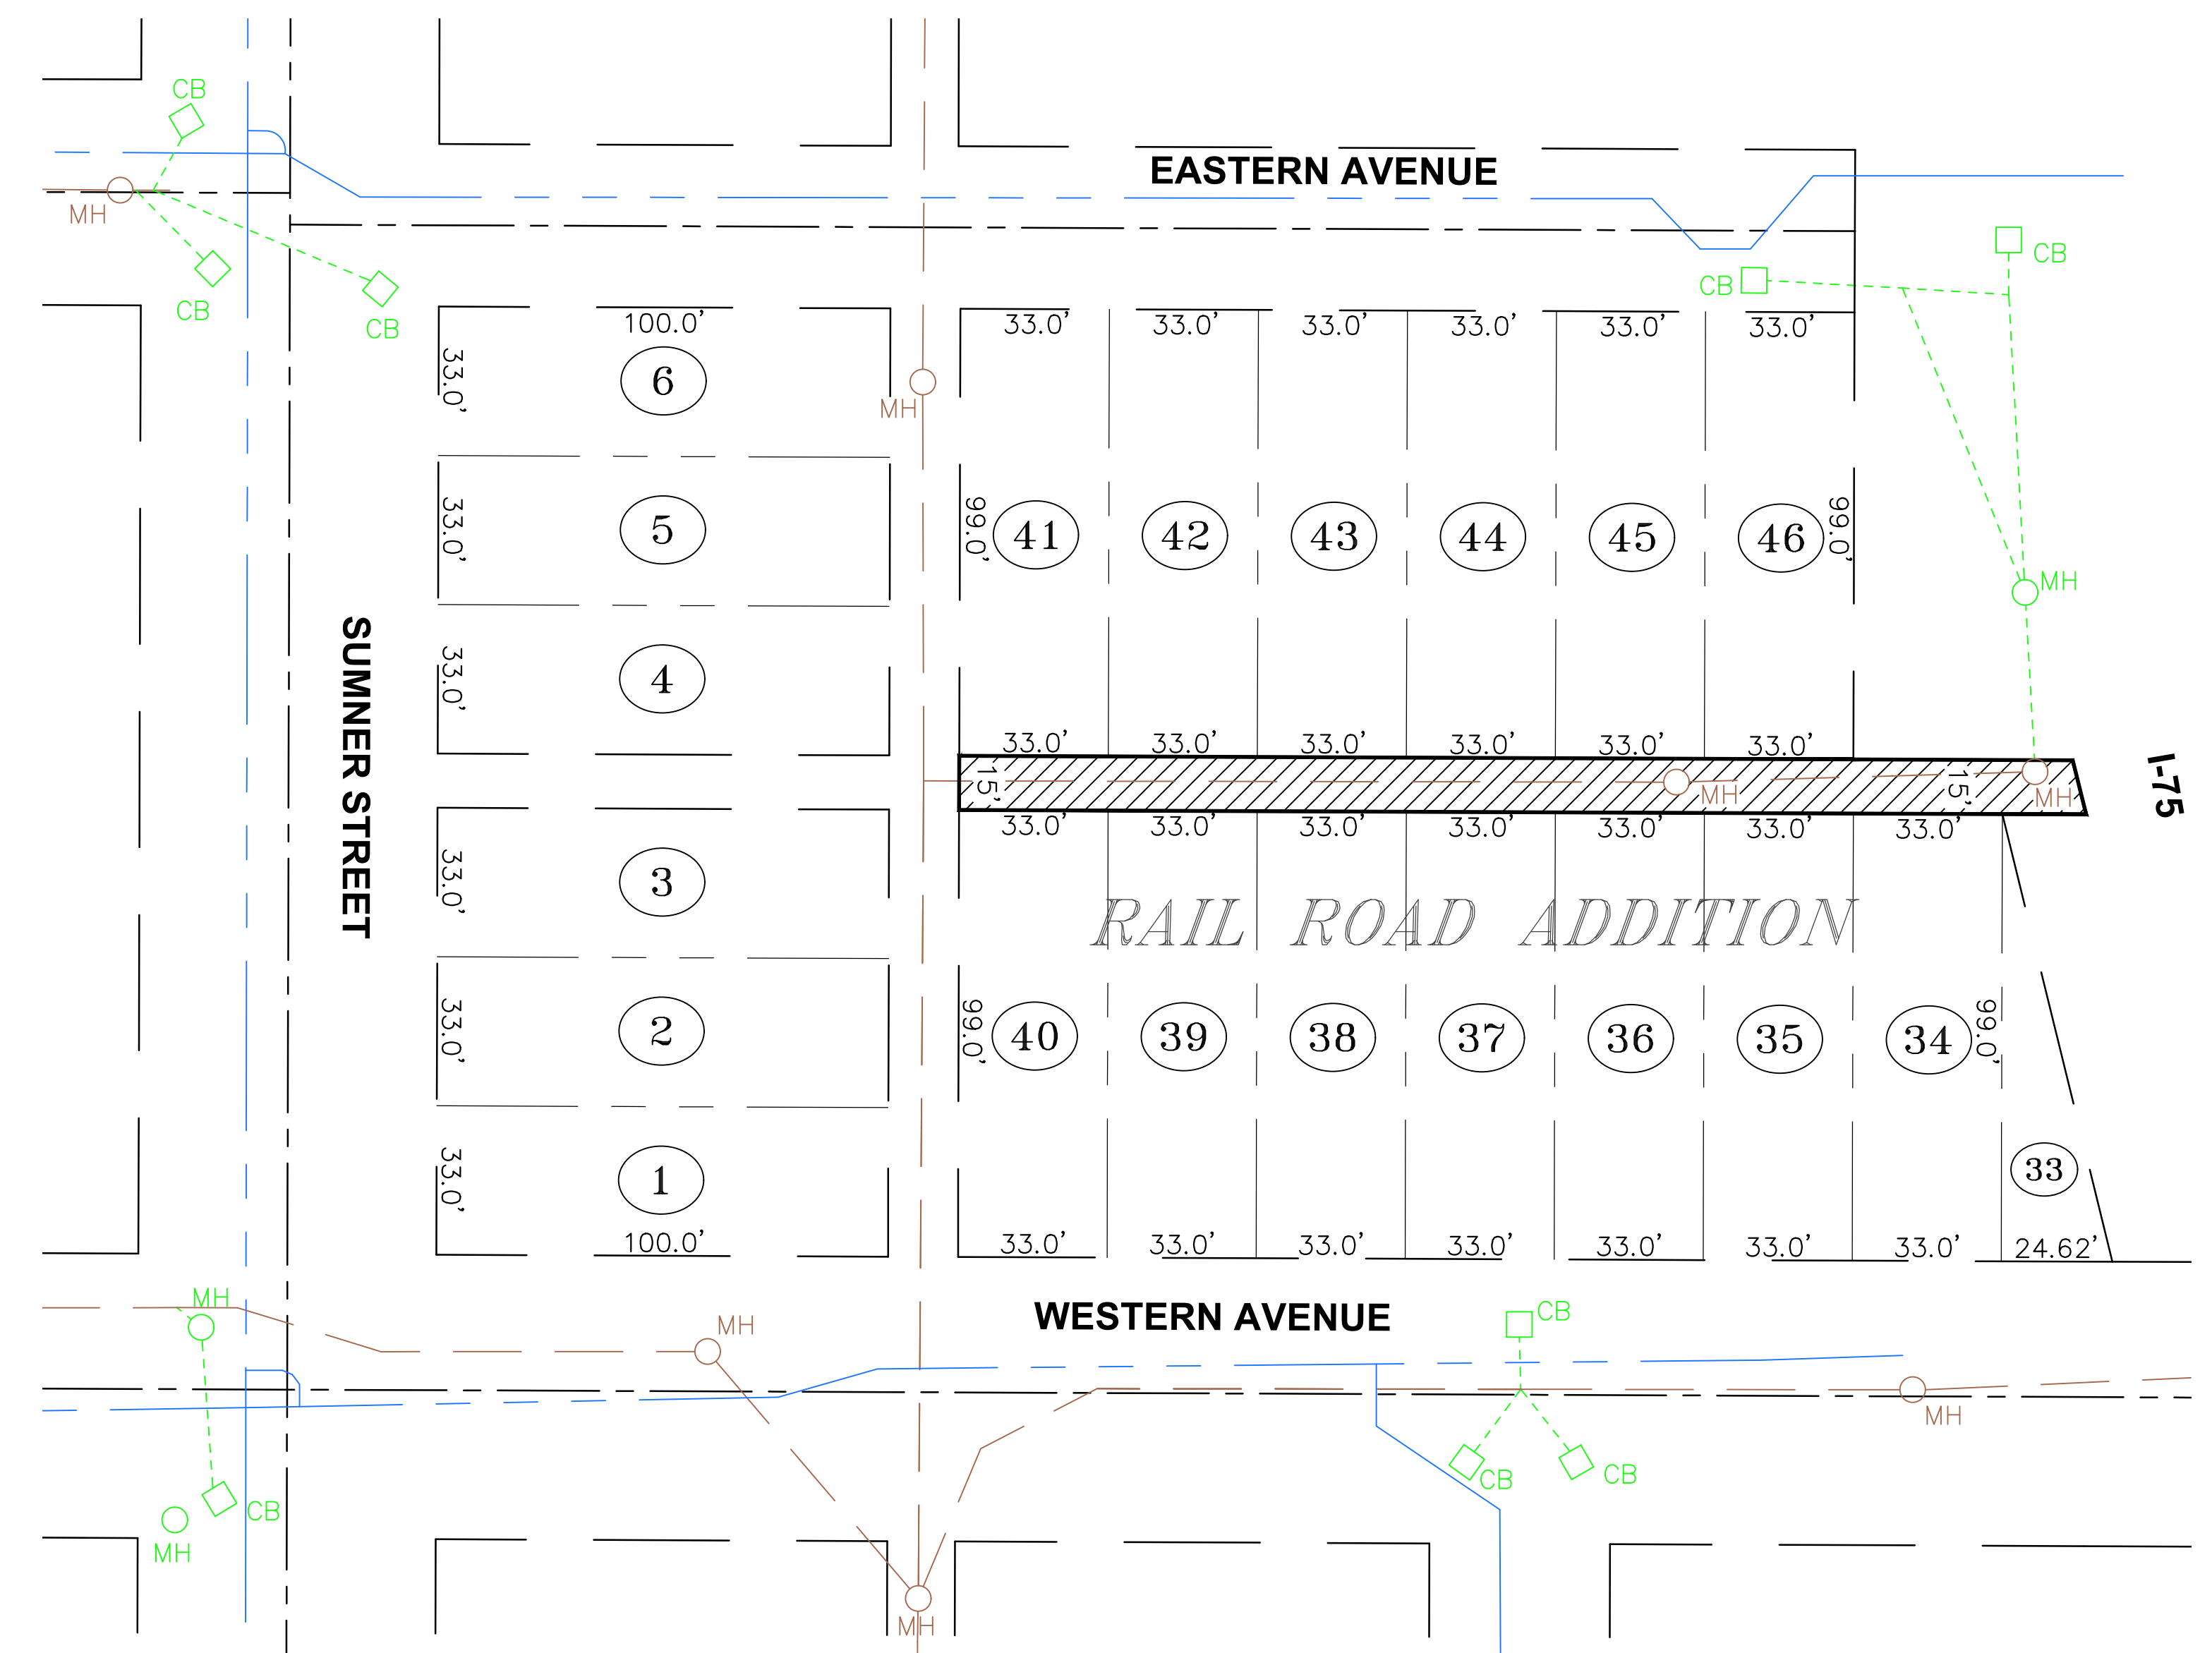 CB
EASTERN AVENUE
MH
CB
CB
CB
CB
100.0'
33.0' 33.0' 33.0' 33.0' 33.0' 33.0'
33.0'
6
MH
33.0'
5
99.0'
41 42 43 44 45 46
99.0'
MH
SUMNER STREET
33.0'
4
33.0' 33.0' 33.0' 33.0' 33.0' 33.0'
I-75
15'
MH
15'
MH
33.0' 33.0' 33.0' 33.0' 33.0' 33.0' 33.0'
33.0'
3
RAIL ROAD ADDITION
33.0'
2
99.0'
40 39 38 37 36 35 34
99.0'
33.0'
1
33
100.0'
33.0' 33.0' 33.0' 33.0' 33.0' 33.0' 33.0' 24.62'
MH
MH
WESTERN AVENUE
CB
MH
CB
CB
CB
MH
MH